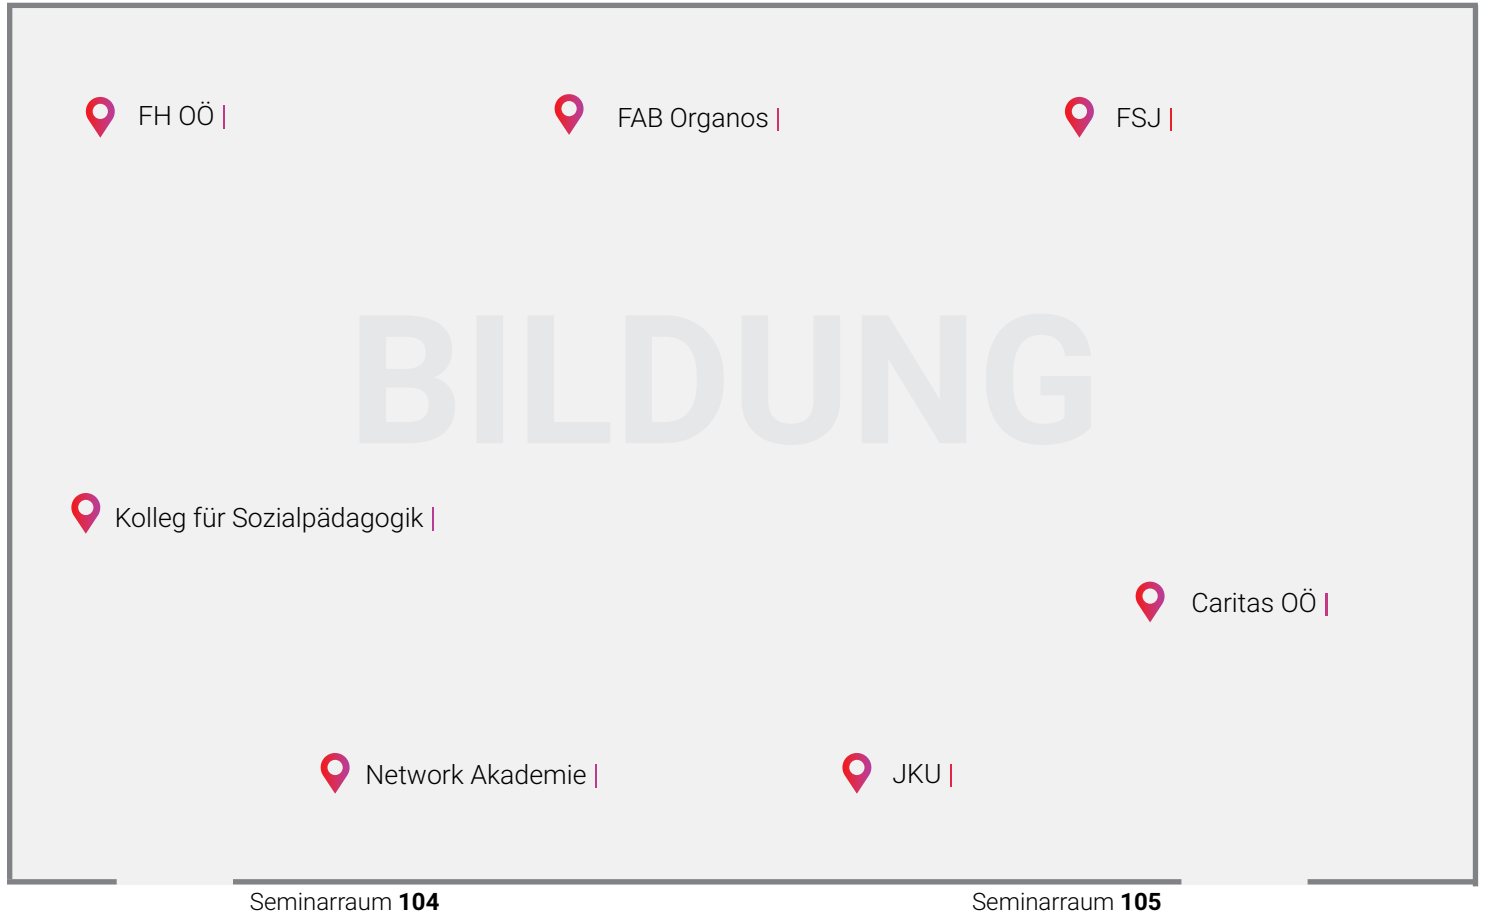 FH OÖ |
FAB Organos |
FSJ |
BILDUNG
Kolleg für Sozialpädagogik |
Caritas OÖ |
Network Akademie |
JKU |
Seminarraum 104
Seminarraum 105